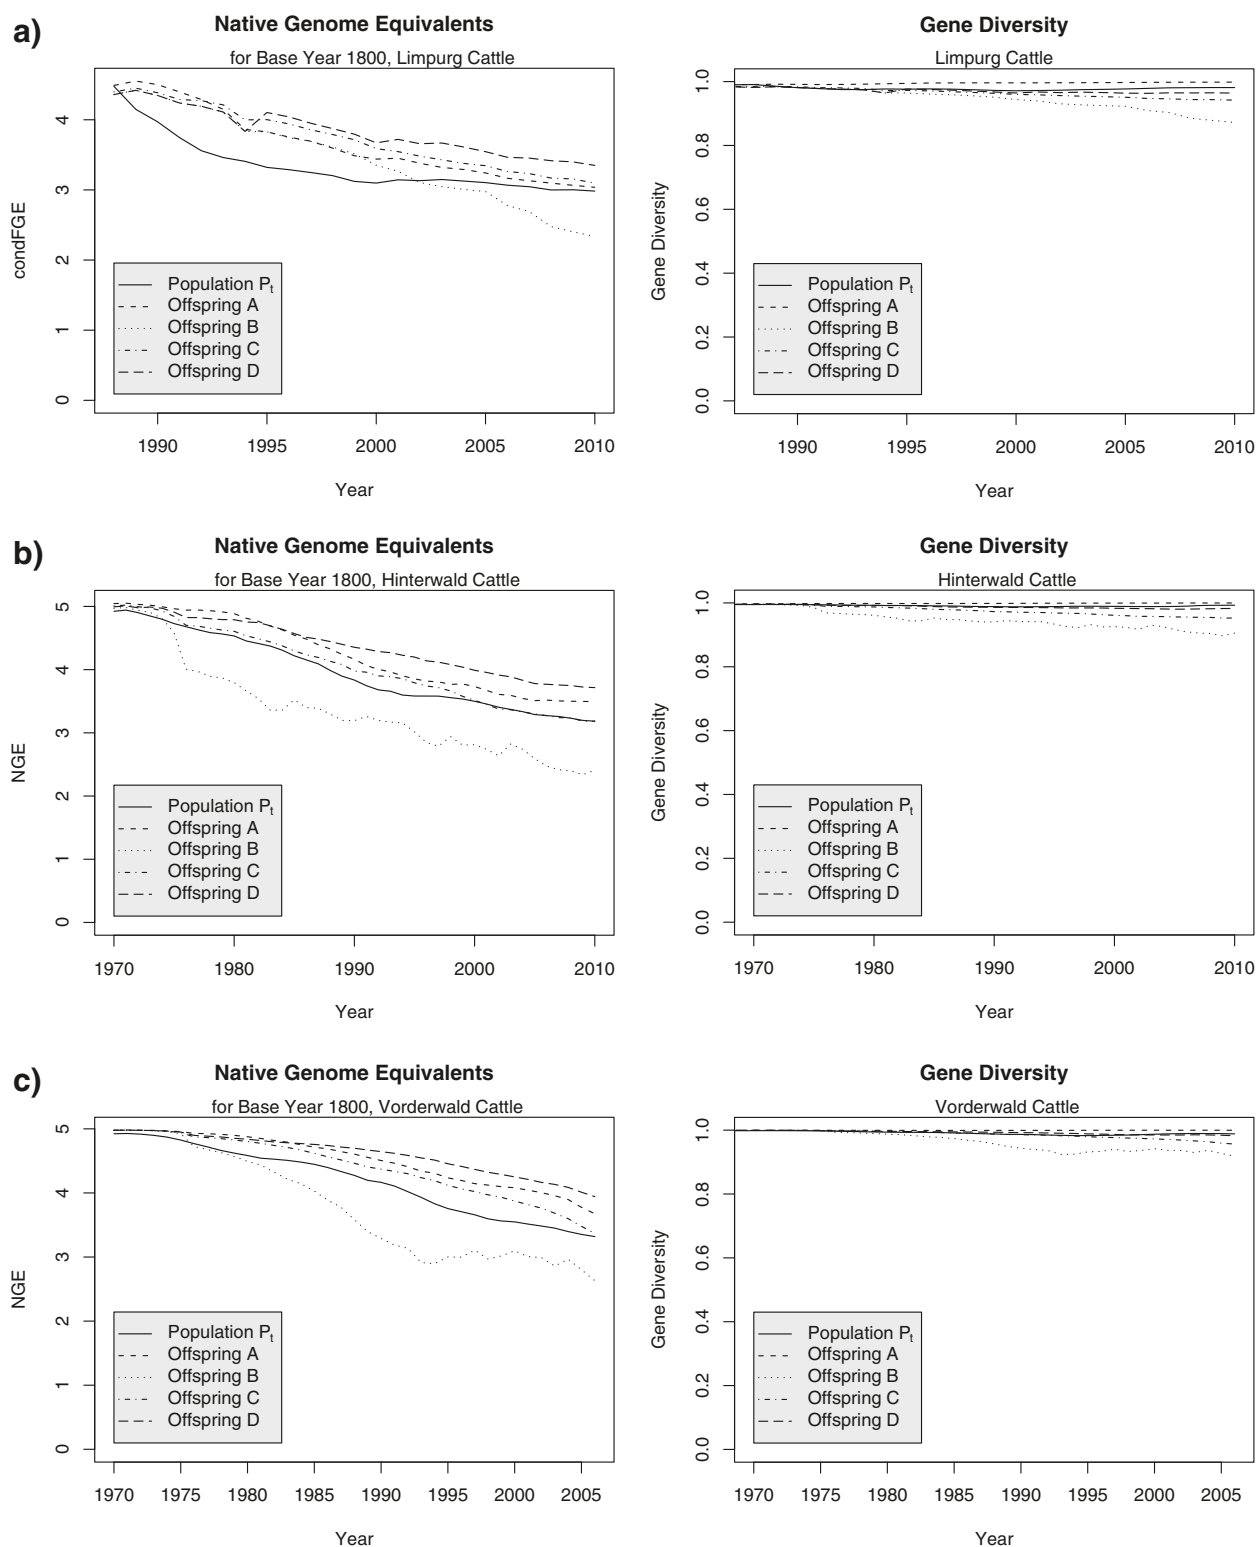 a)
Native Genome Equivalents
for Base Year 1800, Limpurg Cattle
condFGE
0
1
2
3
4
Population Pt
Offspring A
Offspring B
Offspring C
Offspring D
1990
1995
2000
2005
2010
Year
Gene Diversity
Limpurg Cattle
Gene Diversity
0.0
0.2
0.4
0.6
0.8
1.0
Population Pt
Offspring A
Offspring B
Offspring C
Offspring D
1990
1995
2000
2005
2010
Year
b)
Native Genome Equivalents
for Base Year 1800, Hinterwald Cattle
NGE
0
1
2
3
4
5
Population Pt
Offspring A
Offspring B
Offspring C
Offspring D
1970
1980
1990
2000
2010
Year
Gene Diversity
Hinterwald Cattle
Gene Diversity
0.0
0.2
0.4
0.6
0.8
1.0
Population Pt
Offspring A
Offspring B
Offspring C
Offspring D
1970
1980
1990
2000
2010
Year
c)
Native Genome Equivalents
for Base Year 1800, Vorderwald Cattle
NGE
0
1
2
3
4
5
Population Pt
Offspring A
Offspring B
Offspring C
Offspring D
1970
1975
1980
1985
1990
1995
2000
2005
Year
Gene Diversity
Vorderwald Cattle
Gene Diversity
0.0
0.2
0.4
0.6
0.8
1.0
Population Pt
Offspring A
Offspring B
Offspring C
Offspring D
1970
1975
1980
1985
1990
1995
2000
2005
Year